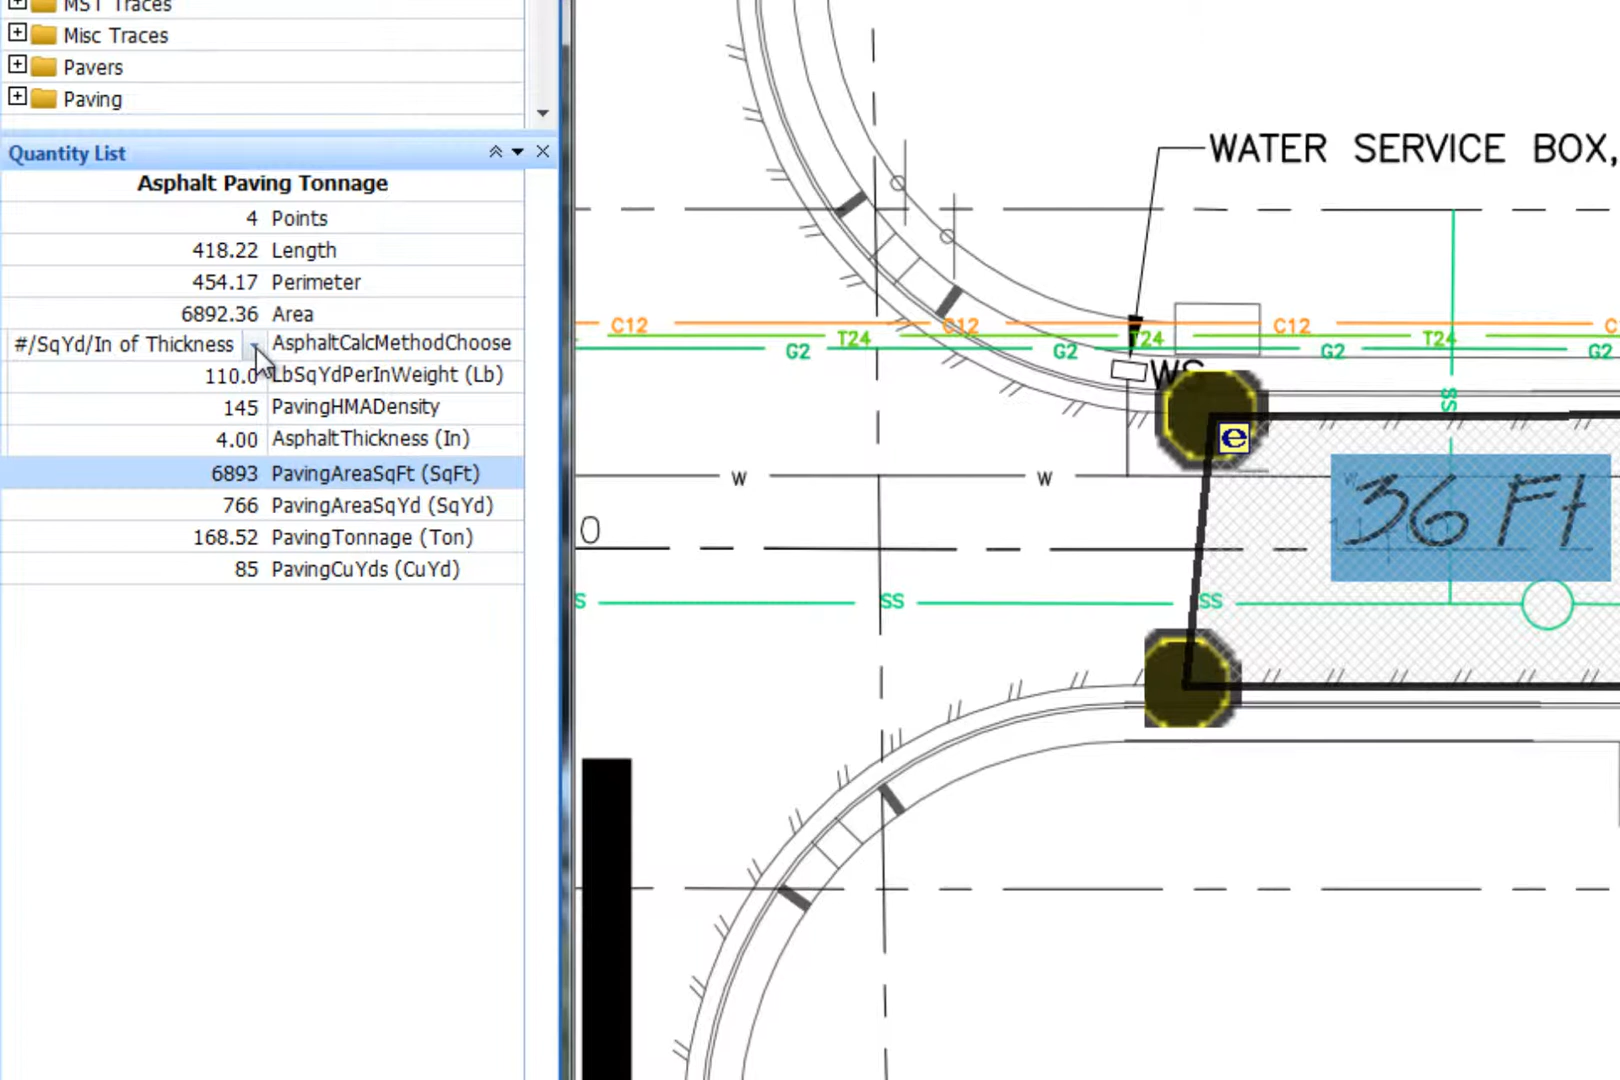 MST Traces
Misc Traces
Pavers
Paving
Quantity List
Asphalt Paving Tonnage
4 Points
418.22 Length
454.17 Perimeter
6892.36 Area
#/SqYd/In of Thickness AsphaltCalcMethodChoose
110.0 LbSqYdPerInWeight (Lb)
145 PavingHMADensity
4.00 AsphaltThickness (In)
6893 PavingAreaSqFt (SqFt)
766 PavingAreaSqYd (SqYd)
168.52 PavingTonnage (Ton)
85 PavingCuYds (CuYd)
WATER SERVICE BOX,
C12 C12 C12 C
T24 T24 T24
G2 G2 G2 G2
WS
SS
e
W W W
36 Ft
0
S SS SS